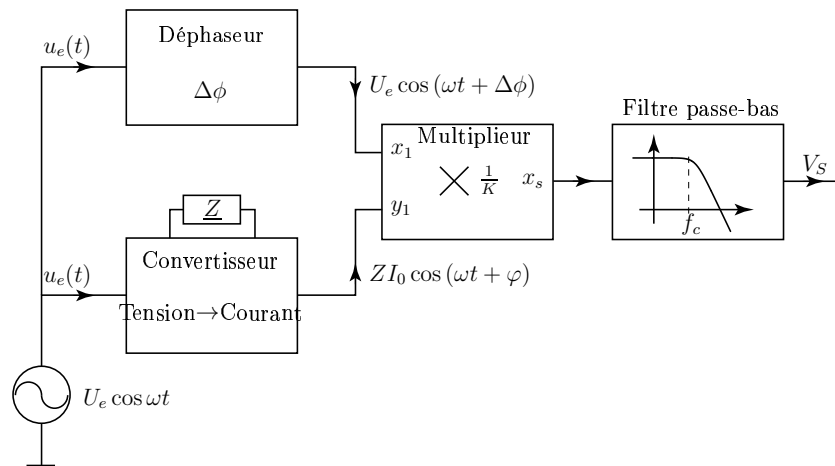 Déphaseur
u_e(t)
Δϕ
U_e cos (ωt + Δϕ)
Filtre passe-bas
Multiplieur
x_1
1/K
x_s
V_S
y_1
f_c
Z
u_e(t)
Convertisseur
ZI_0 cos (ωt + φ)
Tension→Courant
U_e cos ωt